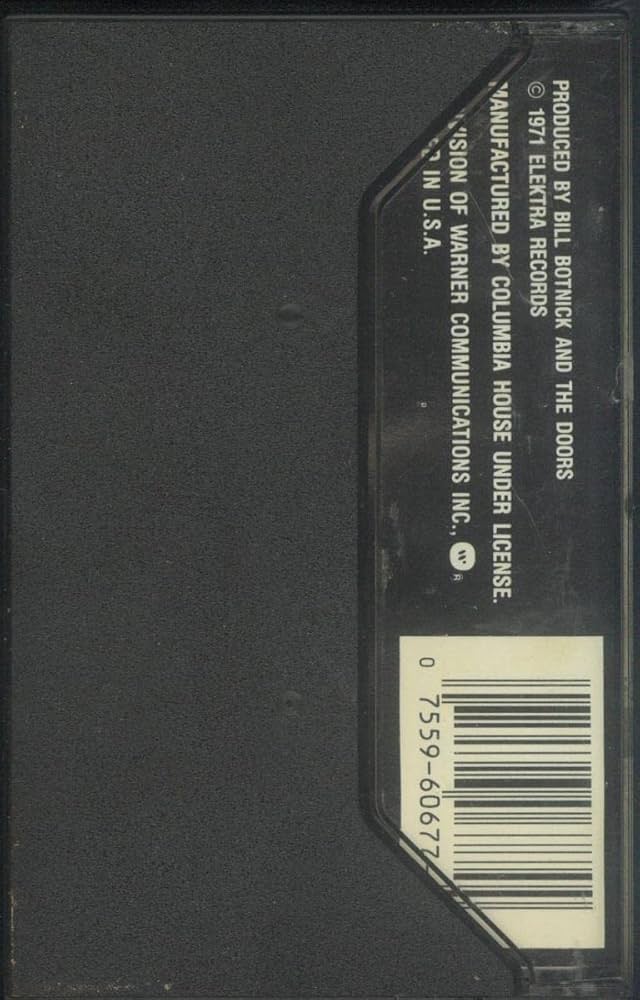 PRODUCED BY BILL BOTNICK AND THE DOORS
© 1971 ELEKTRA RECORDS
MANUFACTURED BY COLUMBIA HOUSE UNDER LICENSE.
VISION OF WARNER COMMUNICATIONS INC., ®
IN U.S.A.
0 7559-60677